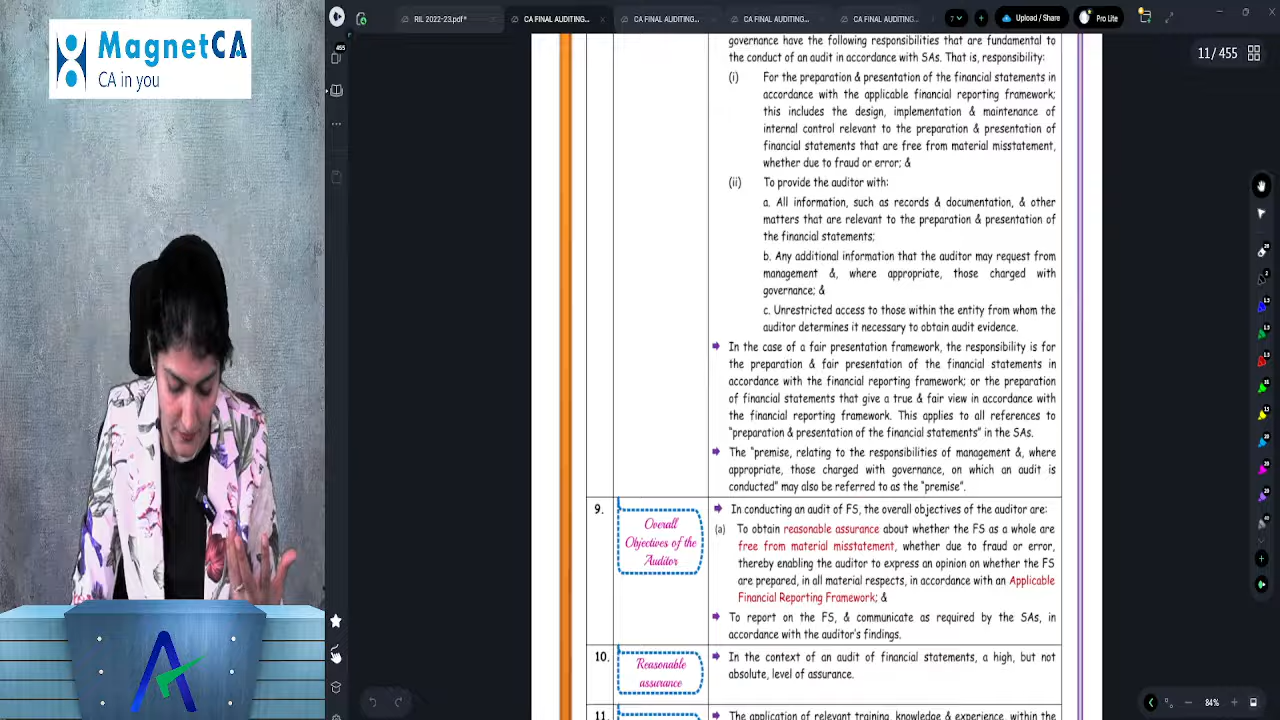 MagnetCA
CA in you
RIL 2022-23.pdf*
CA FINAL AUDITING...
CA FINAL AUDITING...
CA FINAL AUDITING...
CA FINAL AUDITING...
7
Upload / Share
Pro Lite
11 / 455
455
governance have the following responsibilities that are fundamental to
the conduct of an audit in accordance with SAs. That is, responsibility:
(i) For the preparation & presentation of the financial statements in
accordance with the applicable financial reporting framework;
this includes the design, implementation & maintenance of
internal control relevant to the preparation & presentation of
financial statements that are free from material misstatement,
whether due to fraud or error; &
(ii) To provide the auditor with:
a. All information, such as records & documentation, & other
matters that are relevant to the preparation & presentation of
the financial statements;
b. Any additional information that the auditor may request from
management &, where appropriate, those charged with
governance; &
c. Unrestricted access to those within the entity from whom the
auditor determines it necessary to obtain audit evidence.
In the case of a fair presentation framework, the responsibility is for
the preparation & fair presentation of the financial statements in
accordance with the financial reporting framework; or the preparation
of financial statements that give a true & fair view in accordance with
the financial reporting framework. This applies to all references to
"preparation & presentation of the financial statements" in the SAs.
The "premise, relating to the responsibilities of management &, where
appropriate, those charged with governance, on which an audit is
conducted" may also be referred to as the "premise".
9.
Overall
Objectives of the
Auditor
In conducting an audit of FS, the overall objectives of the auditor are:
(a) To obtain reasonable assurance about whether the FS as a whole are
free from material misstatement, whether due to fraud or error,
thereby enabling the auditor to express an opinion on whether the FS
are prepared, in all material respects, in accordance with an Applicable
Financial Reporting Framework; &
To report on the FS, & communicate as required by the SAs, in
accordance with the auditor's findings.
10.
Reasonable
assurance
In the context of an audit of financial statements, a high, but not
absolute, level of assurance.
11.
The application of relevant training, knowledge & experience, within the
84%